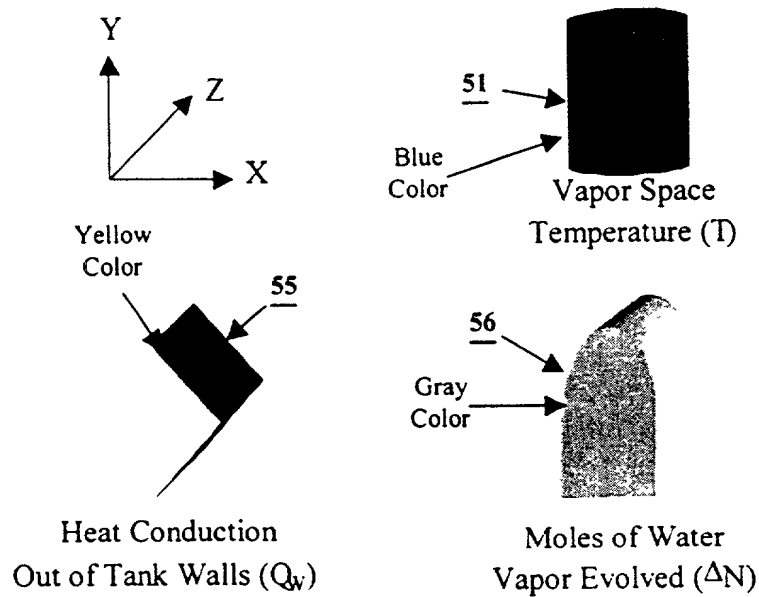 Y
Z
X
51
Blue
Color
Vapor Space
Temperature (T)
Yellow
Color
55
Heat Conduction
Out of Tank Walls (Qw)
56
Gray
Color
Moles of Water
Vapor Evolved (ΔN)